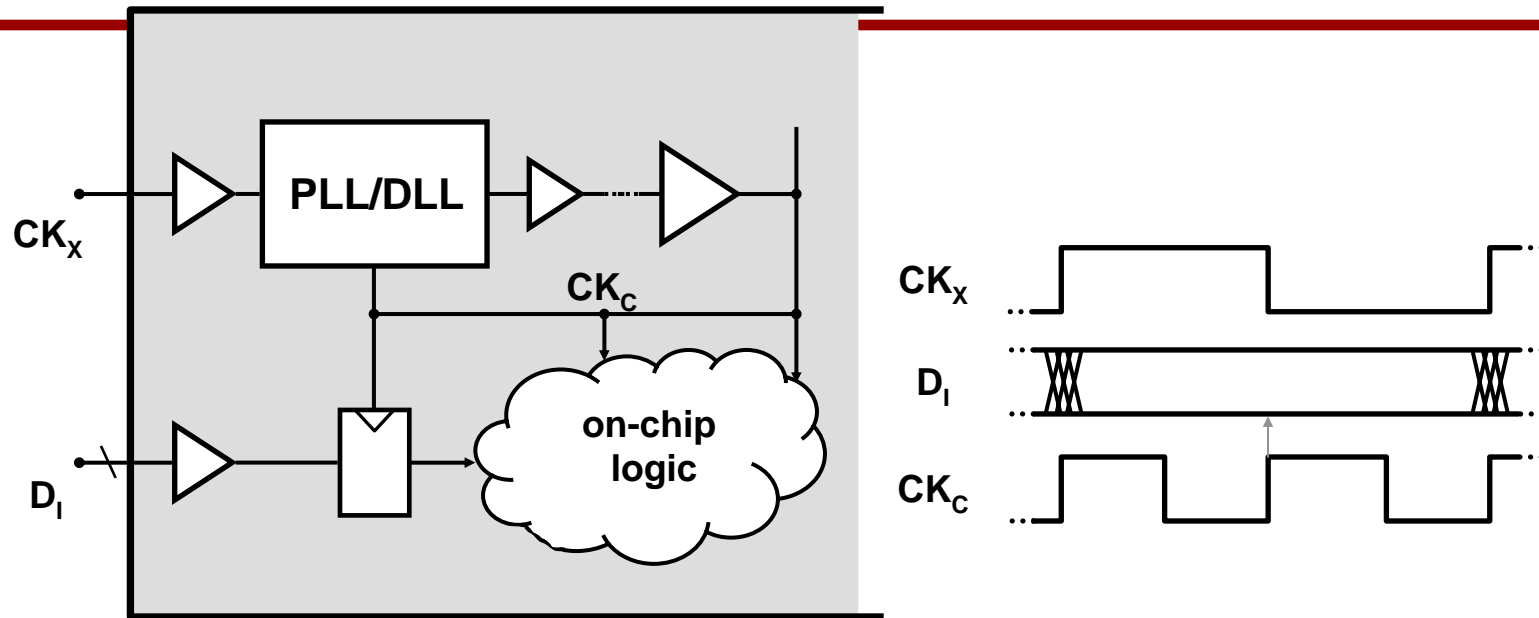 PLL/DLL
CKX
CKC
on-chip
logic
DI
CKX
DI
CKC